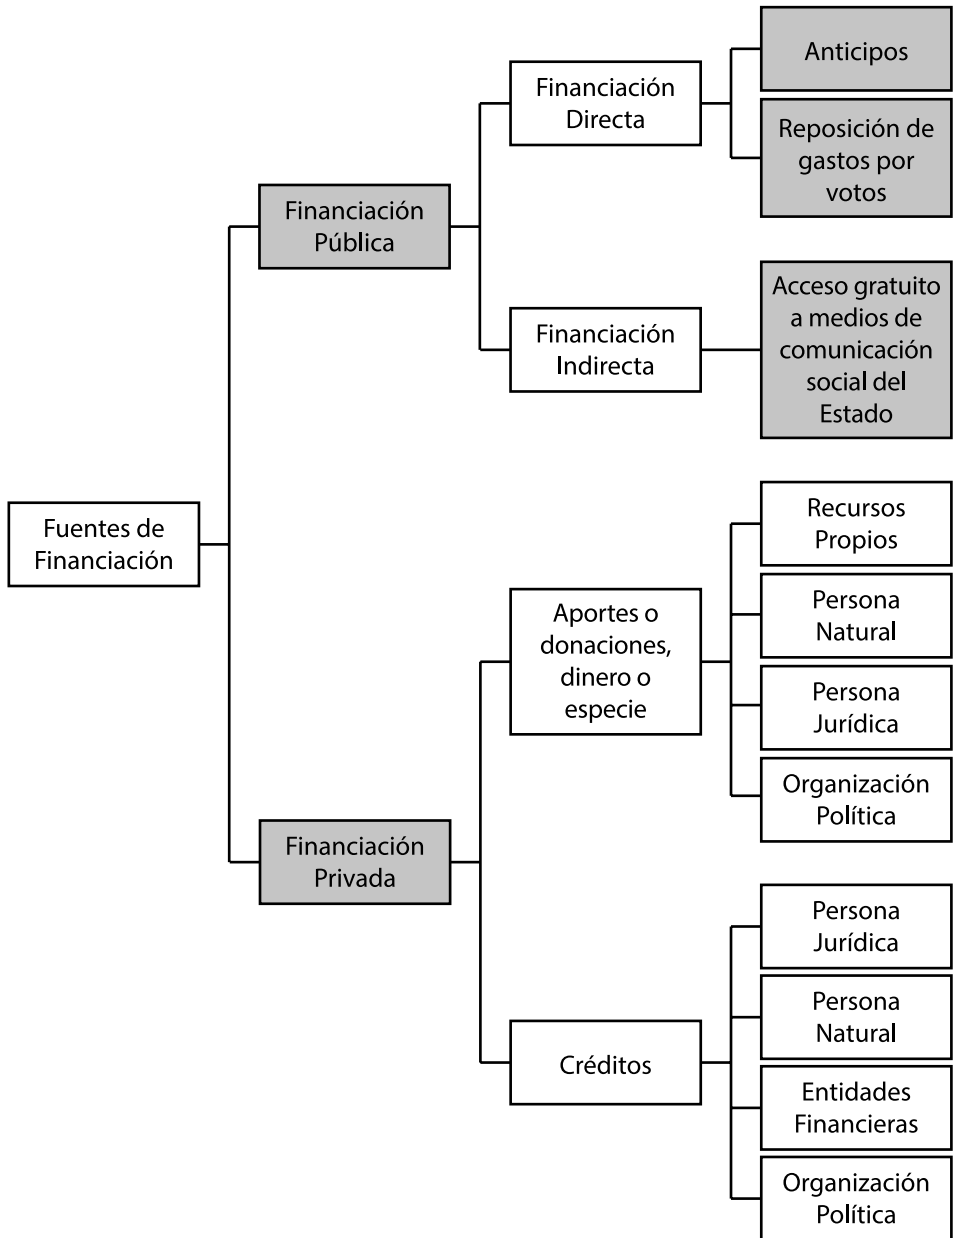 Fuentes de
Financiación
Financiación
Pública
Financiación
Directa
Anticipos
Reposición de
gastos por
votos
Financiación
Indirecta
Acceso gratuito
a medios de
comunicación
social del
Estado
Financiación
Privada
Aportes o
donaciones,
dinero o
especie
Recursos
Propios
Persona
Natural
Persona
Jurídica
Organización
Política
Créditos
Persona
Jurídica
Persona
Natural
Entidades
Financieras
Organización
Política